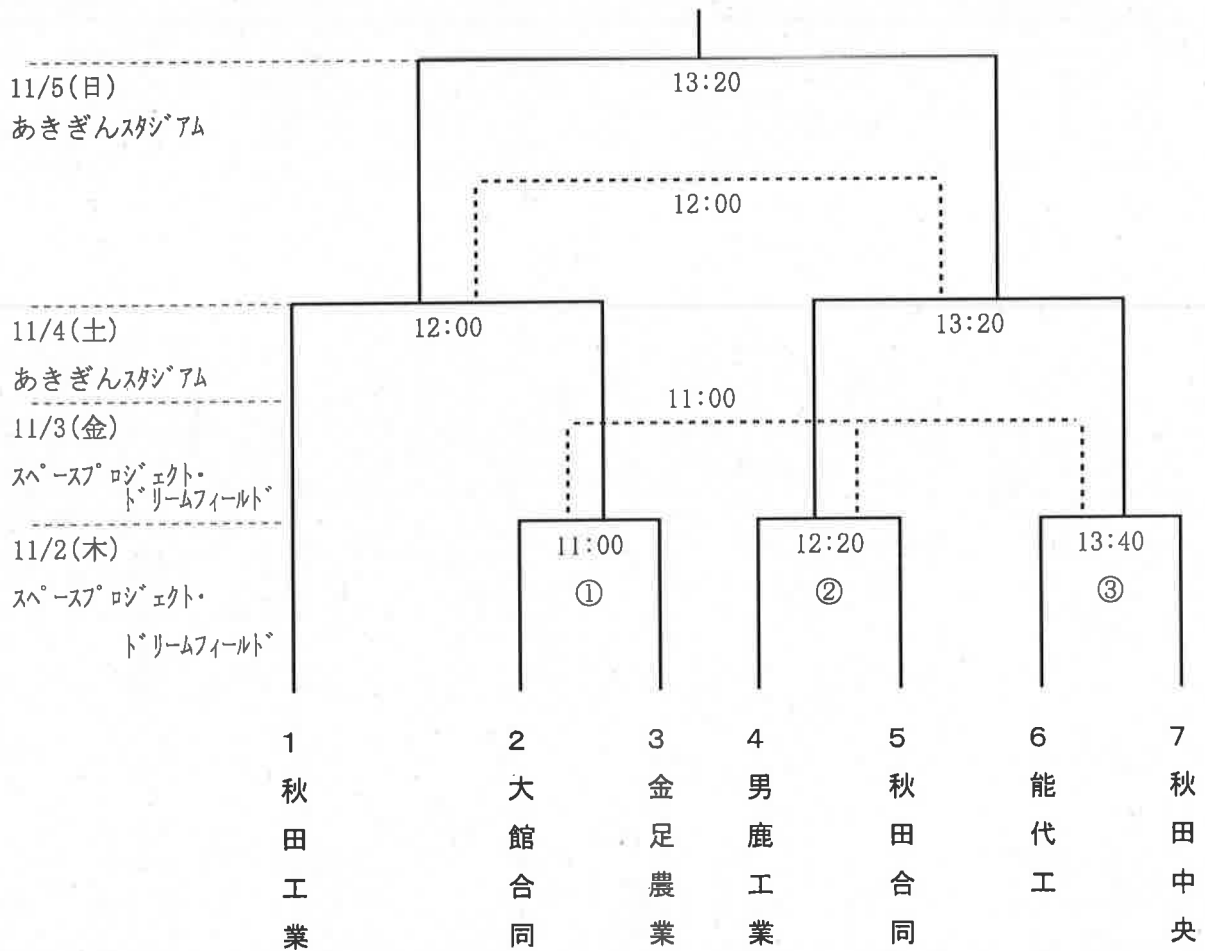 13:20
11/5(日)
あきぎんスタジアム
12:00
12:00
13:20
11/4(土)
あきぎんスタジアム
11:00
11/3(金)
スペースプロジェクト・
ドリームフィールド
11:00
12:20
13:40
11/2(木)
①
②
③
スペースプロジェクト・
ドリームフィールド
1
秋田工業
2
大館合同
3
金足農業
4
男鹿工業
5
秋田合同
6
能代工
7
秋田中央